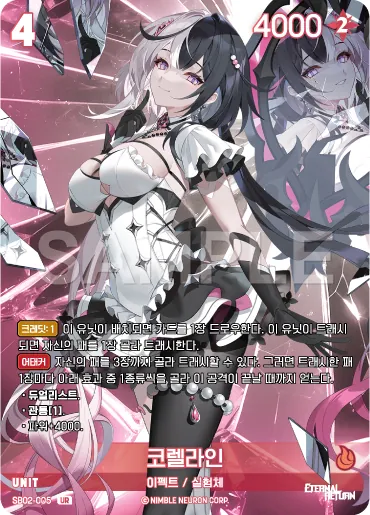 4
4000 2
SAMPLE
크레딧: 1 이 유닛이 배치되면 카드를 1장 드로우한다. 이 유닛이 트래시
되면 자신의 패를 1장 골라 트래시한다.
어태커 자신의 패를 3장까지 골라 트래시할 수 있다. 그러면 트래시한 패
1장마다 아래 효과 중 1종류씩을 골라 이 공격이 끝날 때까지 얻는다.
· 듀얼리스트.
· 관통[1].
· 파워+4000.
코렐라인
이펙트 / 실험체
UNIT
SB02-005 UR
© NIMBLE NEURON CORP.
ETERNAL RETURN